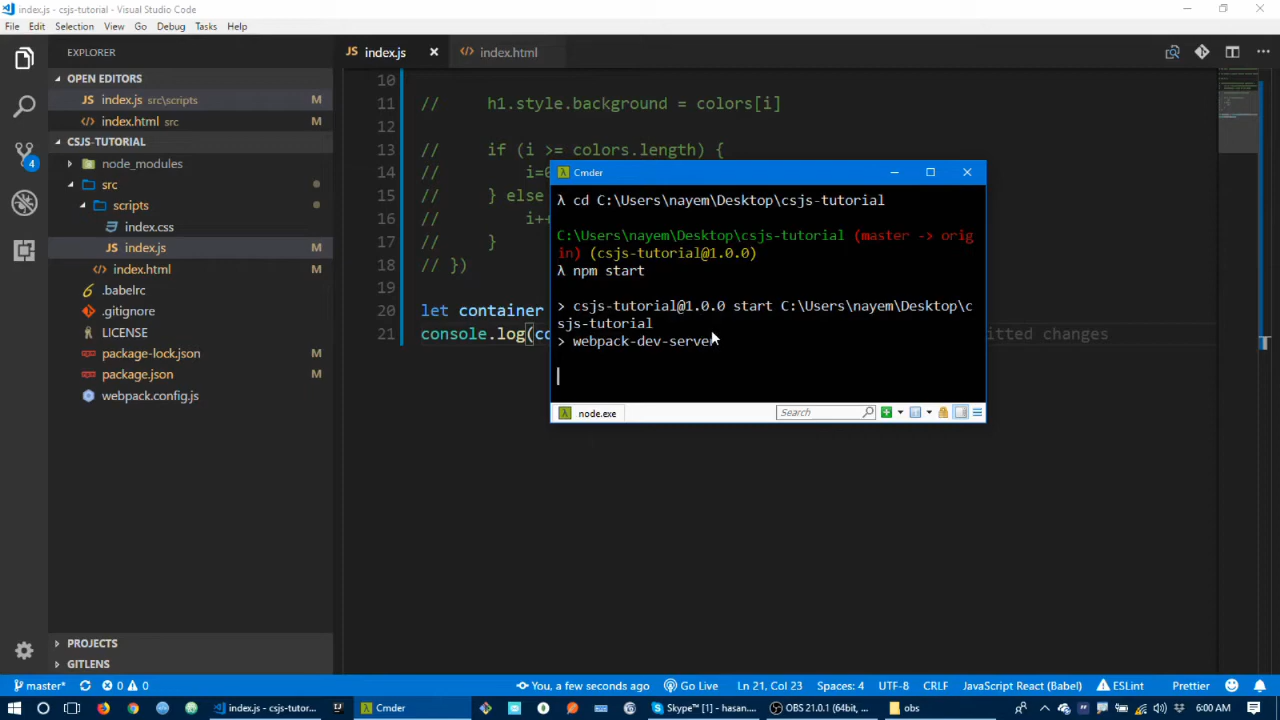 index.js - csjs-tutorial - Visual Studio Code
File Edit Selection View Go Debug Tasks Help
EXPLORER
JS index.js
<> index.html
OPEN EDITORS
JS index.js src\scripts M
<> index.html src M
CSJS-TUTORIAL
node_modules
src
scripts
index.css
JS index.js M
<> index.html
.babelrc
.gitignore
LICENSE
package-lock.json M
package.json M
webpack.config.js
PROJECTS
GITLENS
4
10
11 // h1.style.background = colors[i]
12
13 // if (i >= colors.length) {
14 // i=0
15 // } else
16 // i++
17 // }
18 // })
19
20 let container
21 console.log(co
itted changes
Cmder
λ cd C:\Users\nayem\Desktop\csjs-tutorial
C:\Users\nayem\Desktop\csjs-tutorial (master -> orig
in) (csjs-tutorial@1.0.0)
λ npm start
> csjs-tutorial@1.0.0 start C:\Users\nayem\Desktop\c
sjs-tutorial
> webpack-dev-server
node.exe
Search
master* 0 0 You, a few seconds ago Go Live Ln 21, Col 23 Spaces: 4 UTF-8 CRLF JavaScript React (Babel) ESLint Prettier
index.js - csjs-tutor... Cmder Skype™ [1] - hasan... OBS 21.0.1 (64bit, ... obs 6:00 AM